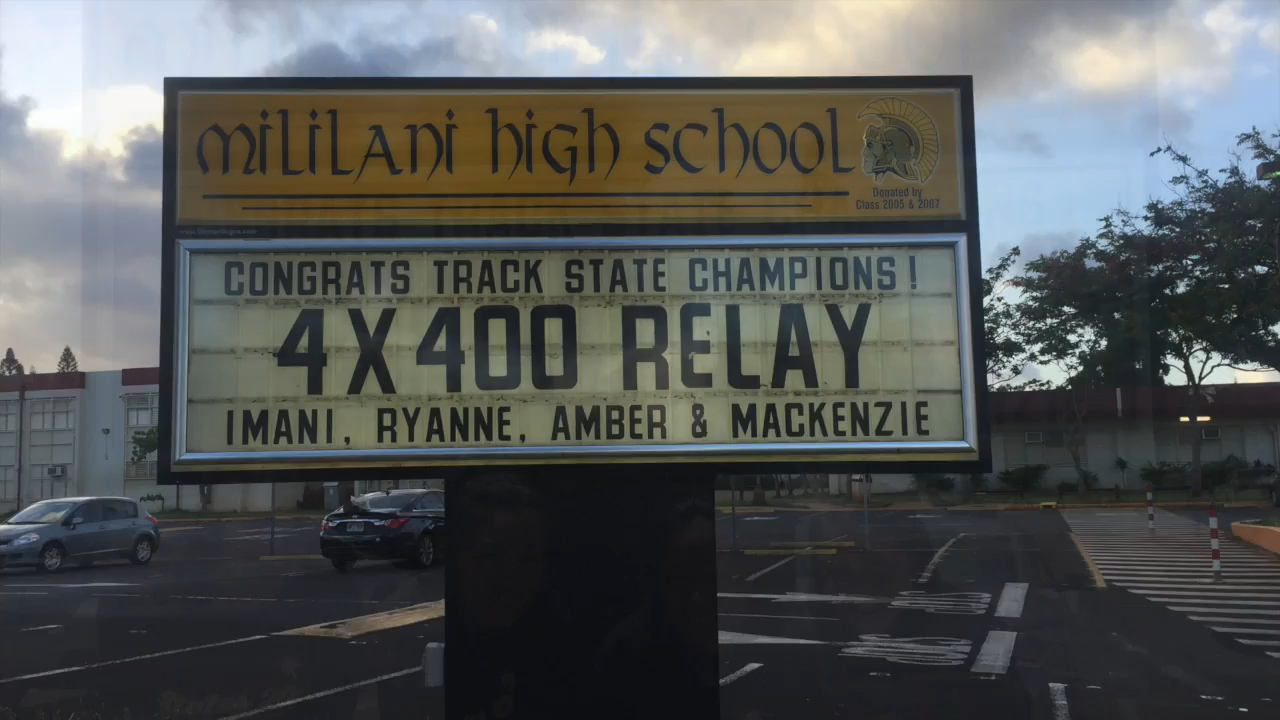 mililani high school
Donated by
Class 2005 & 2007
CONGRATS TRACK STATE CHAMPIONS!
4X400 RELAY
IMANI, RYANNE, AMBER & MACKENZIE